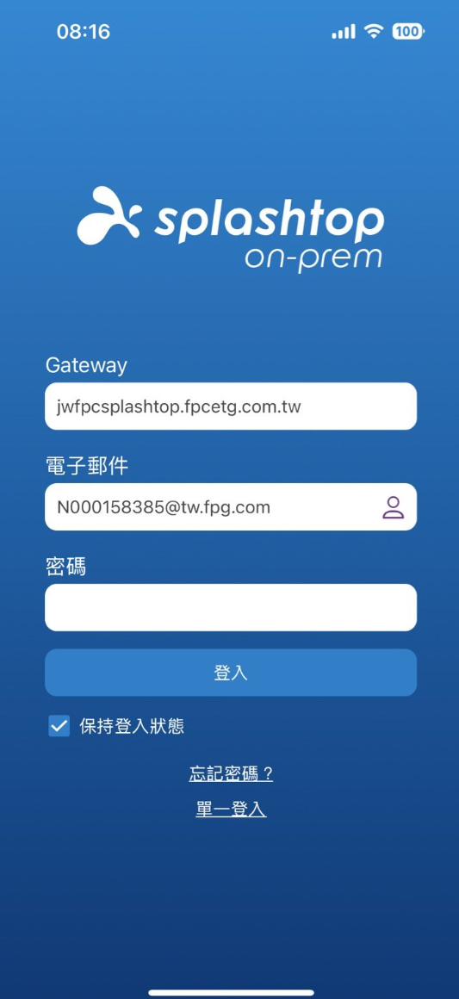 08:16
100
splashtop
on-prem
Gateway
jwfpcsplashtop.fpcetg.com.tw
電子郵件
N000158385@tw.fpg.com
密碼
登入
保持登入狀態
忘記密碼？
單一登入